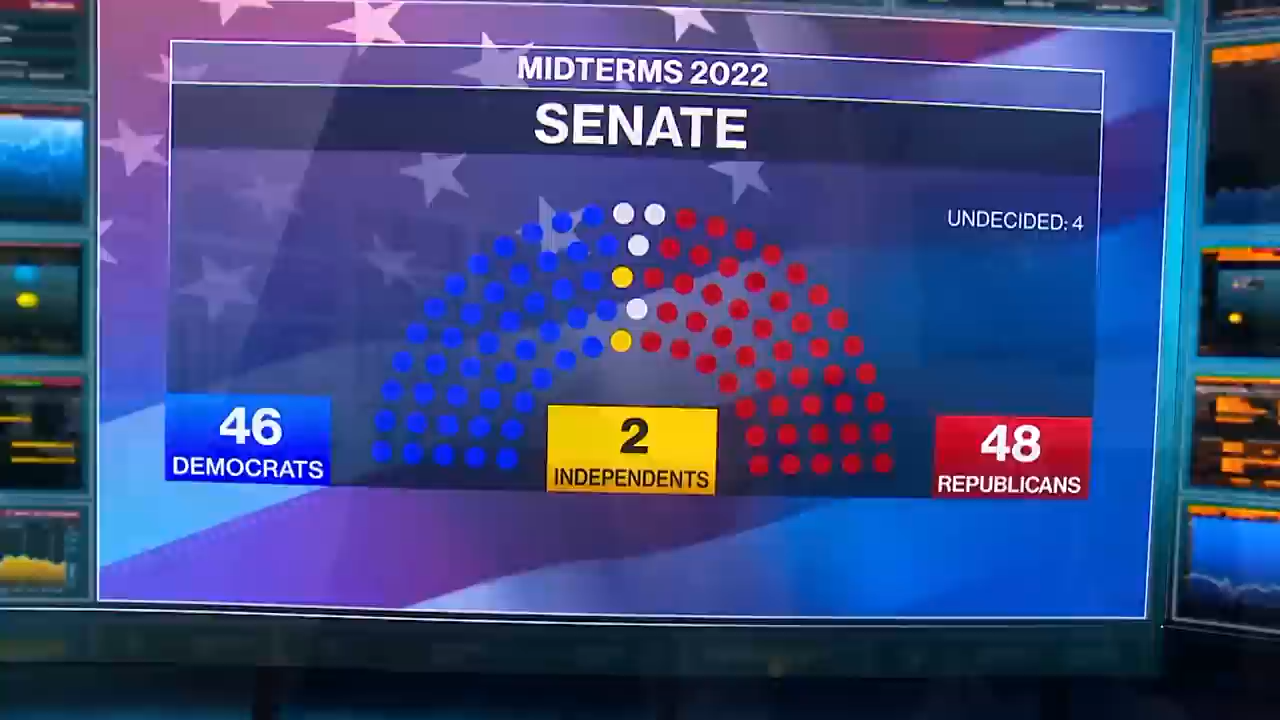 MIDTERMS 2022
SENATE
UNDECIDED: 4
46
DEMOCRATS
2
INDEPENDENTS
48
REPUBLICANS